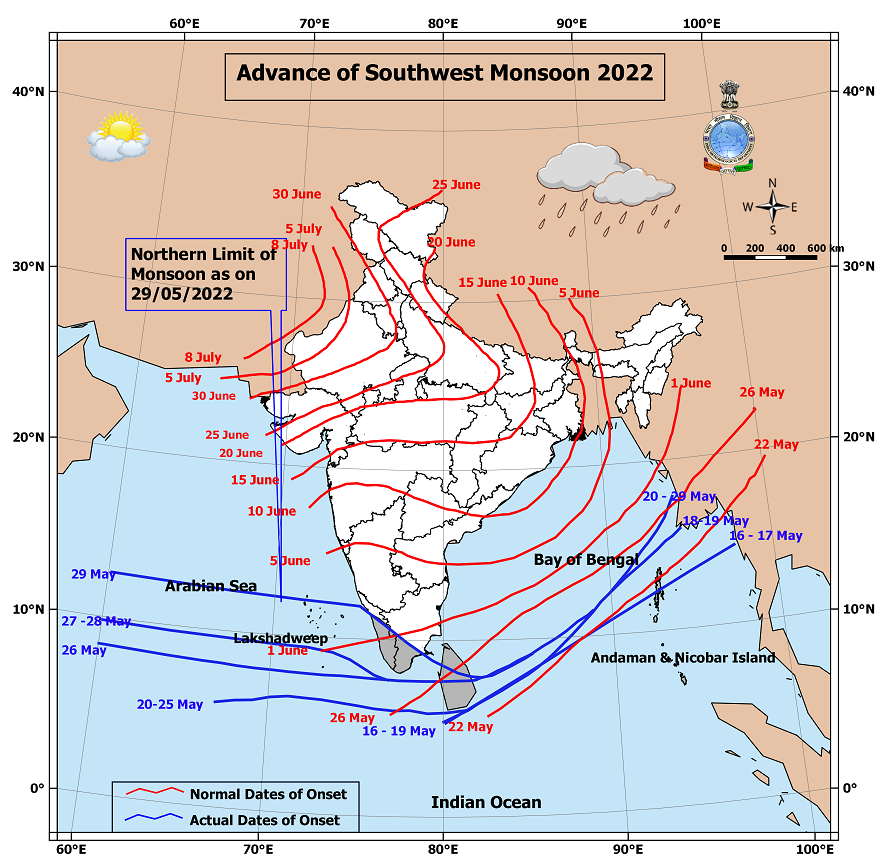 60°E 70°E 80°E 90°E 100°E
Advance of Southwest Monsoon 2022
40°N 40°N
N
W E
S
0 200 400 600 km
30 June
25 June
5 July
8 July
20 June
Northern Limit of
Monsoon as on
29/05/2022
30°N 30°N
15 June 10 June
5 June
8 July
5 July
30 June
1 June
26 May
25 June
20 June
20°N 20°N
22 May
15 June
10 June
20 - 29 May
18-19 May
16 - 17 May
5 June
Bay of Bengal
29 May
Arabian Sea
10°N 10°N
27 -28 May
Lakshadweep
26 May
1 June
Andaman & Nicobar Island
20-25 May
26 May
16 - 19 May
22 May
0° 0°
Normal Dates of Onset
Actual Dates of Onset
Indian Ocean
60°E 70°E 80°E 90°E 100°E